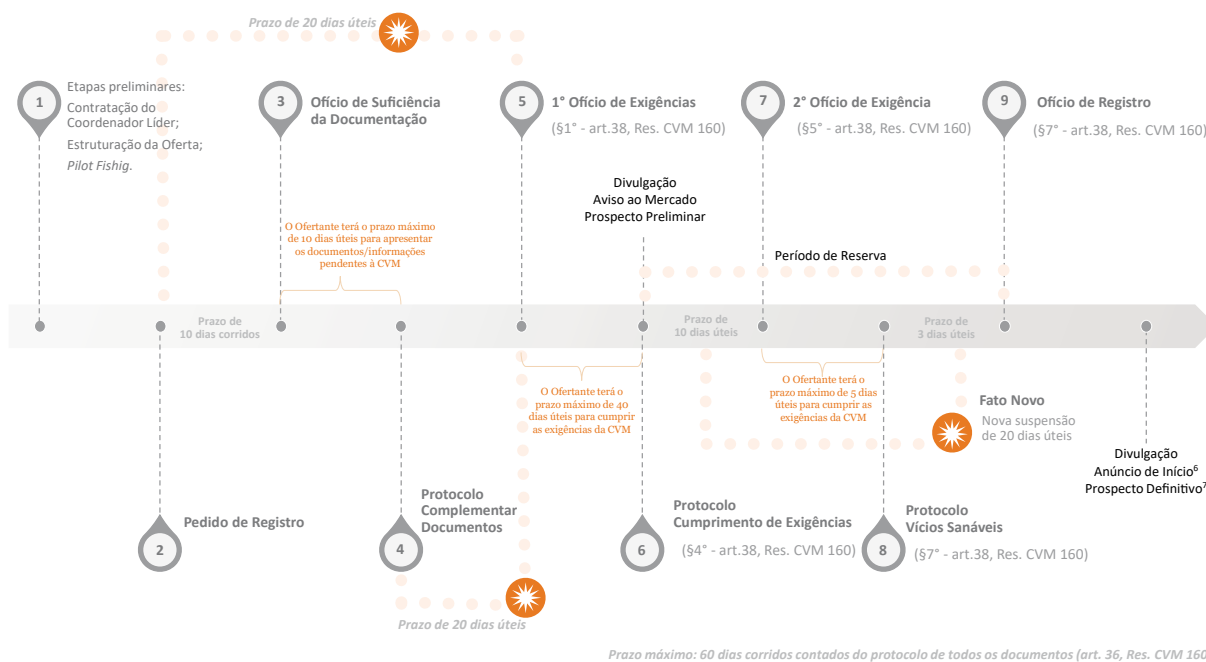 Prazo de 20 dias úteis
1
Etapas preliminares:
Contratação do
Coordenador Líder;
Estruturação da Oferta;
Pilot Fishig.
3
Ofício de Suficiência
da Documentação
5
1° Ofício de Exigências
(§1° - art.38, Res. CVM 160)
7
2° Ofício de Exigência
(§5° - art.38, Res. CVM 160)
9
Ofício de Registro
(§7° - art.38, Res. CVM 160)
Divulgação
Aviso ao Mercado
Prospecto Preliminar
O Ofertante terá o prazo máximo
de 10 dias úteis para apresentar
os documentos/informações
pendentes à CVM
Período de Reserva
Prazo de
10 dias corridos
Prazo de
10 dias úteis
Prazo de
3 dias úteis
O Ofertante terá o
prazo máximo de 40
dias úteis para cumprir
as exigências da CVM
O Ofertante terá o
prazo máximo de 5 dias
úteis para cumprir as
exigências da CVM
Fato Novo
Nova suspensão
de 20 dias úteis
Divulgação
Anúncio de Início⁶
Prospecto Definitivo⁷
2
Pedido de Registro
4
Protocolo
Complementar
Documentos
6
Protocolo
Cumprimento de Exigências
(§4° - art.38, Res. CVM 160)
8
Protocolo
Vícios Sanáveis
(§7° - art.38, Res. CVM 160)
Prazo de 20 dias úteis
Prazo máximo: 60 dias corridos contados do protocolo de todos os documentos (art. 36, Res. CVM 160